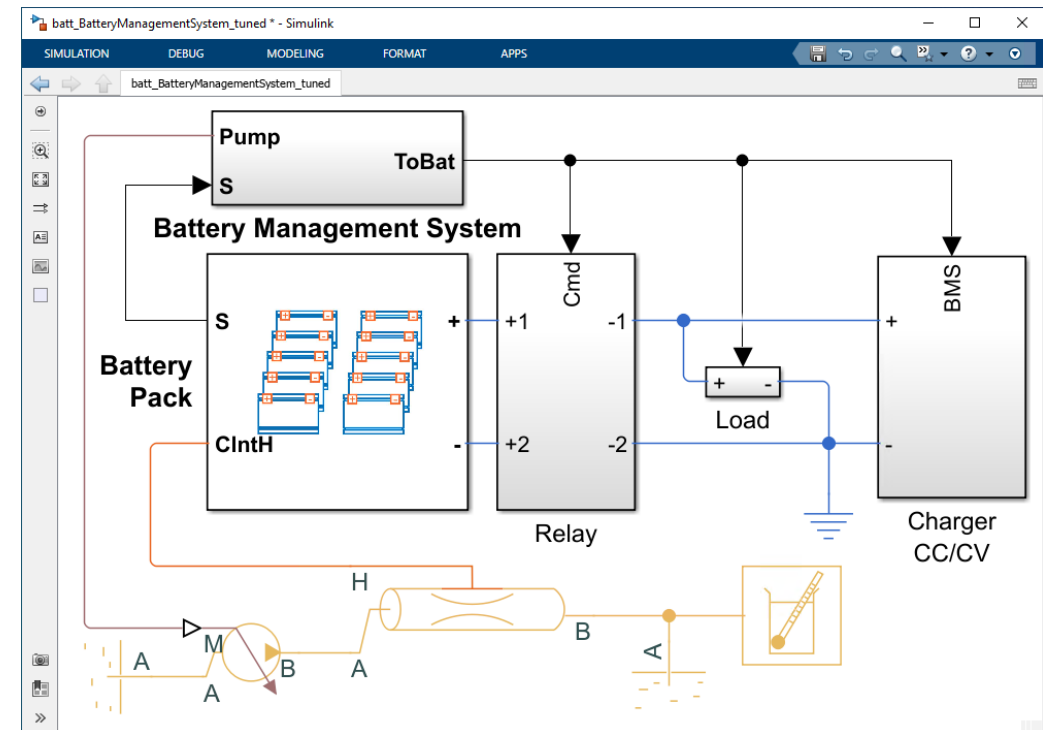 batt_BatteryManagementSystem_tuned * - Simulink
SIMULATION DEBUG MODELING FORMAT APPS
batt_BatteryManagementSystem_tuned
Pump
ToBat
S
Battery Management System
Cmd
BMS
S
+ +1 -1 +
Battery
Pack
+ -
Load
ClntH
- +2 -2 -
Relay
Charger
CC/CV
H
B
A
M
A
B
A
A